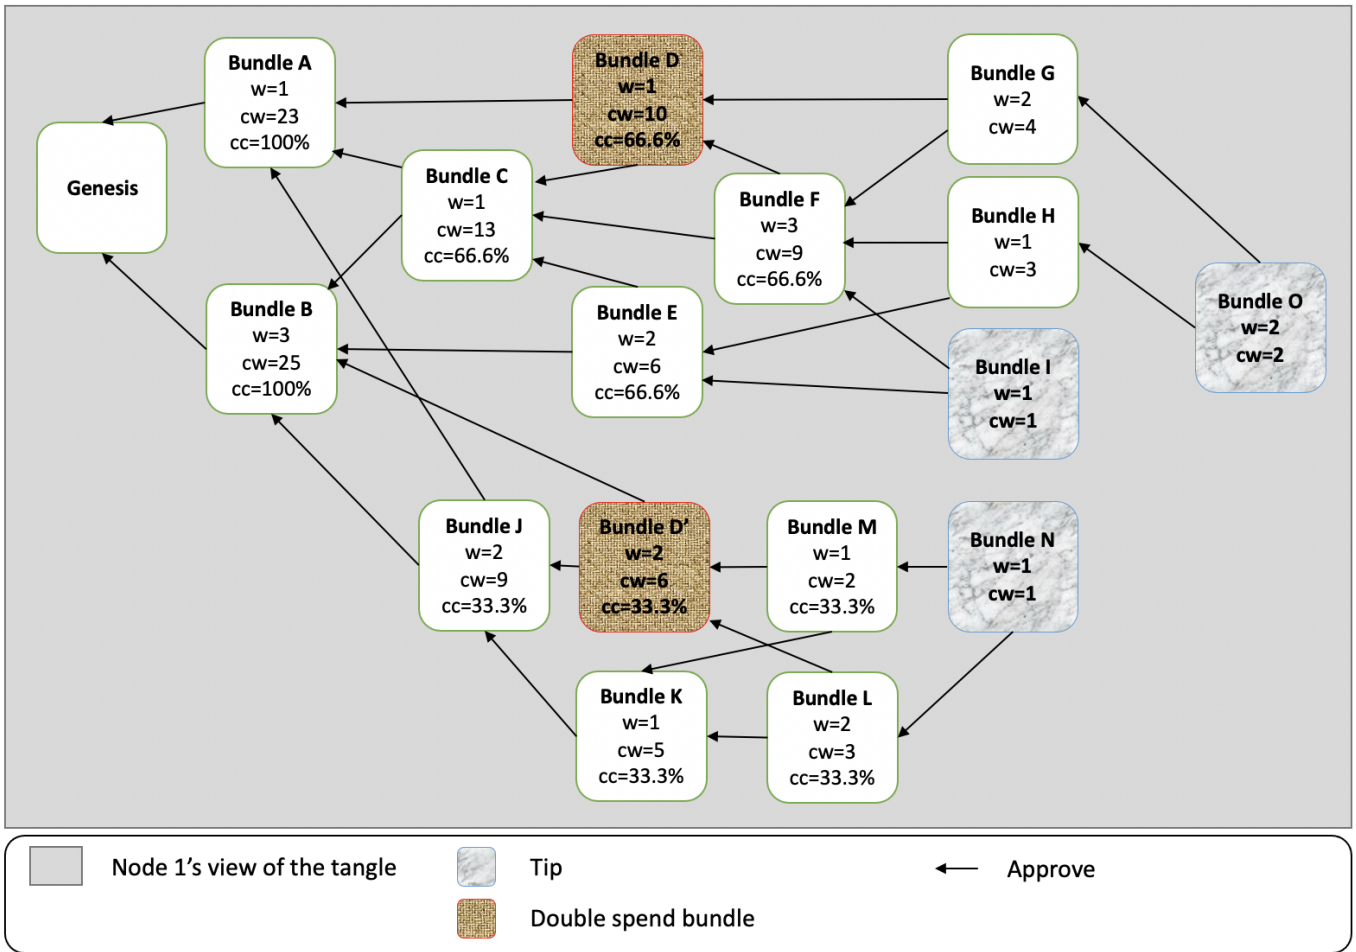 Bundle A
w=1
cw=23
cc=100%
Genesis
Bundle B
w=3
cw=25
cc=100%
Bundle C
w=1
cw=13
cc=66.6%
Bundle D
w=1
cw=10
cc=66.6%
Bundle E
w=2
cw=6
cc=66.6%
Bundle F
w=3
cw=9
cc=66.6%
Bundle G
w=2
cw=4
Bundle H
w=1
cw=3
Bundle I
w=1
cw=1
Bundle O
w=2
cw=2
Bundle J
w=2
cw=9
cc=33.3%
Bundle D’
w=2
cw=6
cc=33.3%
Bundle M
w=1
cw=2
cc=33.3%
Bundle N
w=1
cw=1
Bundle K
w=1
cw=5
cc=33.3%
Bundle L
w=2
cw=3
cc=33.3%
Node 1’s view of the tangle
Tip
Approve
Double spend bundle